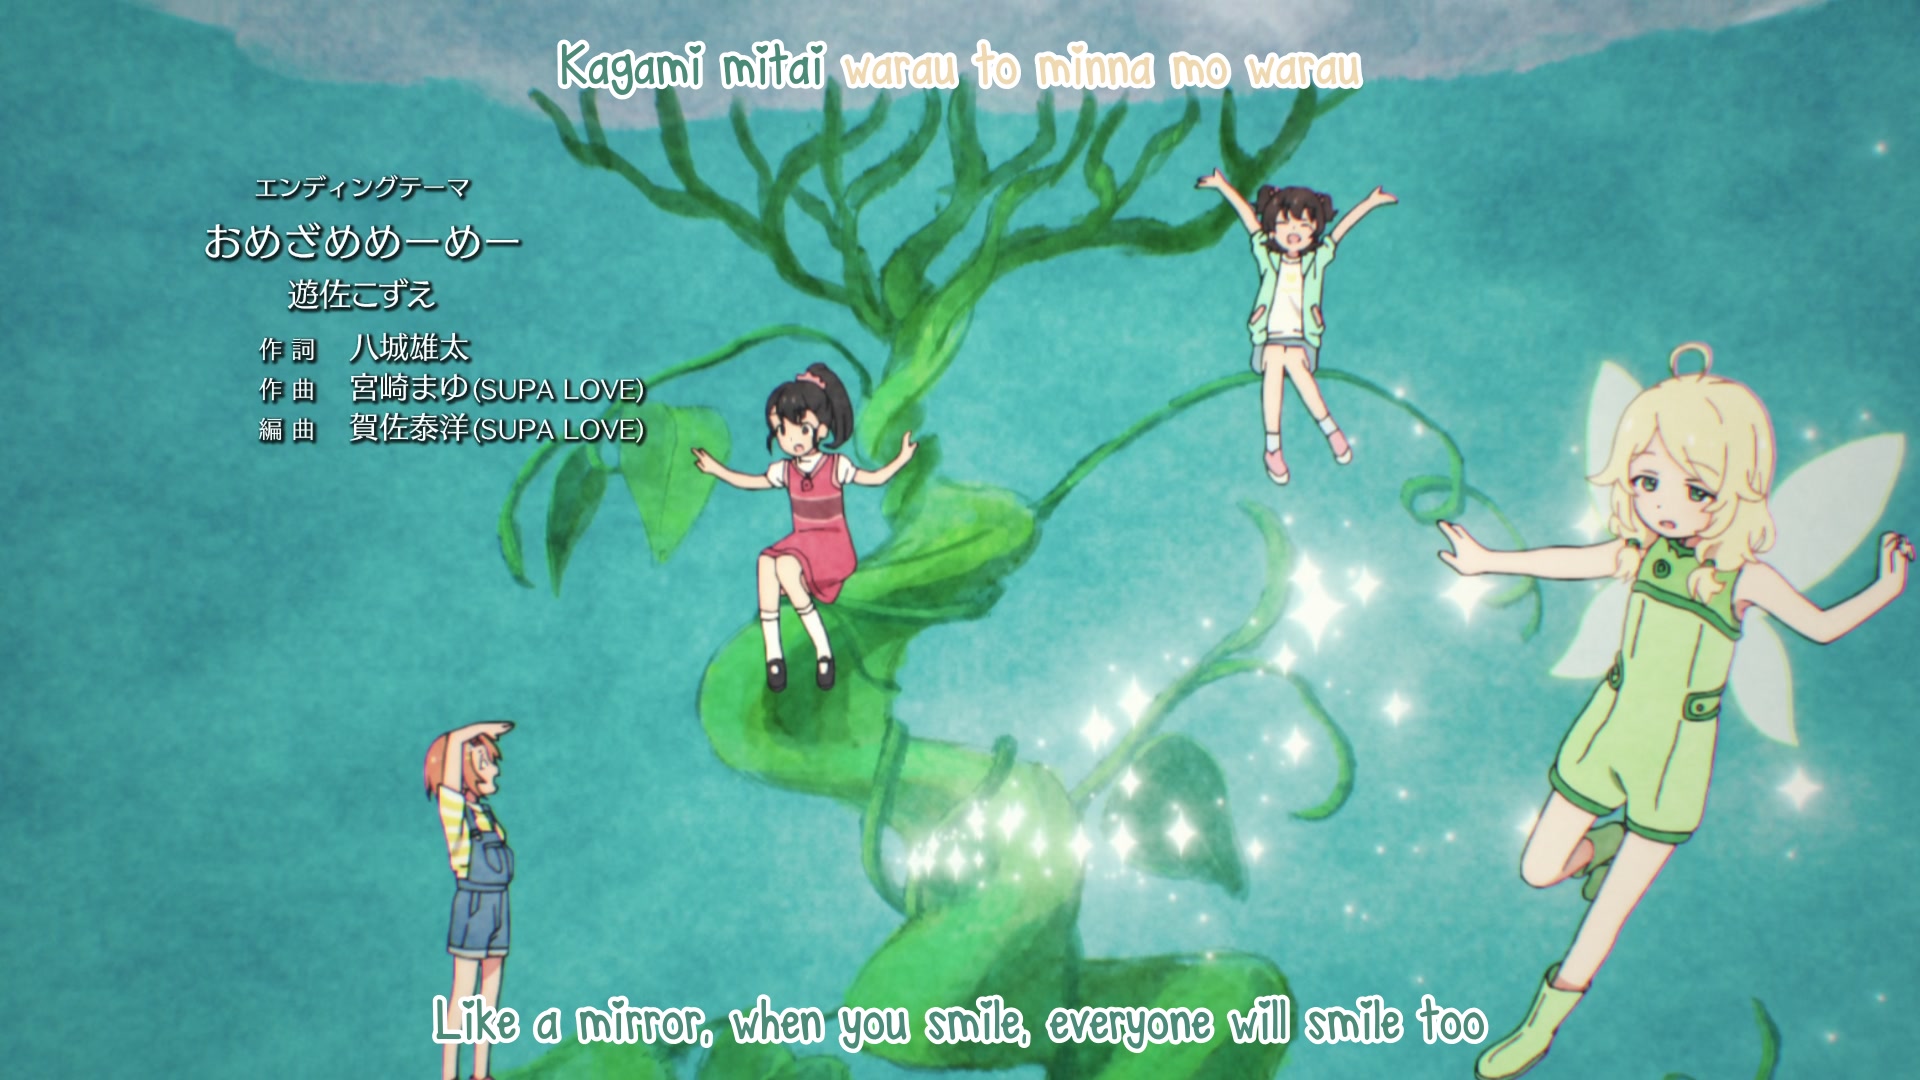 Kagami mitai warau to minna mo warau
エンディングテーマ
おめざめめーめー
遊佐こずえ
作詞 八城雄太
作曲 宮崎まゆ(SUPA LOVE)
編曲 賀佐泰洋(SUPA LOVE)
Like a mirror, when you smile, everyone will smile too